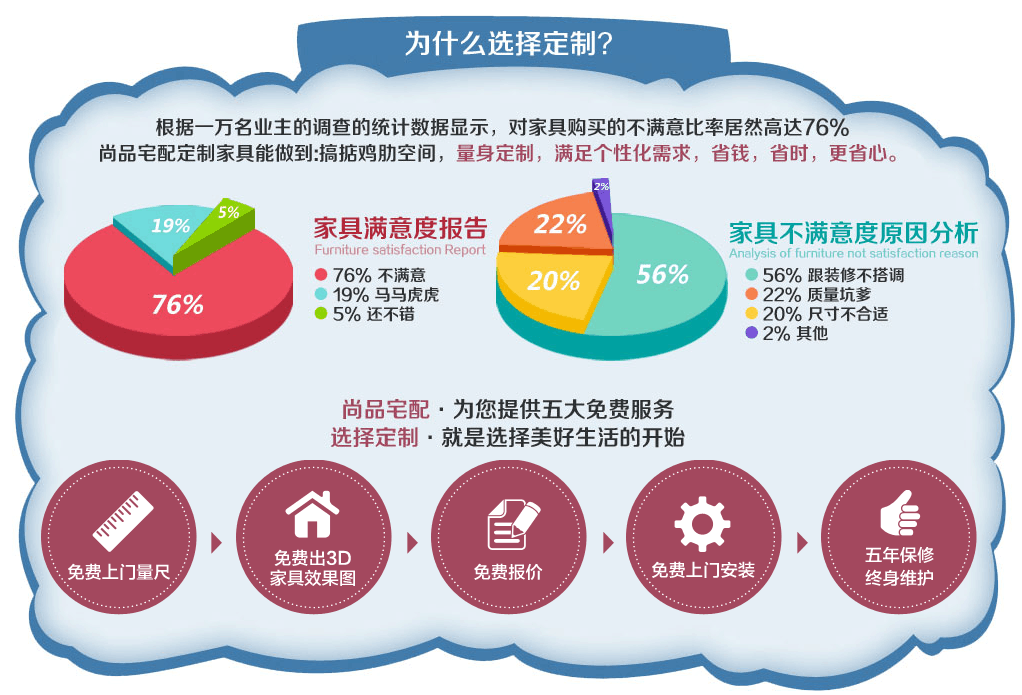 为什么选择定制?
根据一万名业主的调查的统计数据显示，对家具购买的不满意比率居然高达76%
尚品宅配定制家具能做到:搞掂鸡肋空间，量身定制，满足个性化需求，省钱，省时，更省心。
19%
5%
76%
家具满意度报告
Furniture satisfaction Report
76% 不满意
19% 马马虎虎
5% 还不错
2%
22%
20%
56%
家具不满意度原因分析
Analysis of furniture not satisfaction reason
56% 跟装修不搭调
22% 质量坑爹
20% 尺寸不合适
2% 其他
尚品宅配·为您提供五大免费服务
选择定制·就是选择美好生活的开始
免费上门量尺
免费出3D
家具效果图
免费报价
免费上门安装
五年保修
终身维护